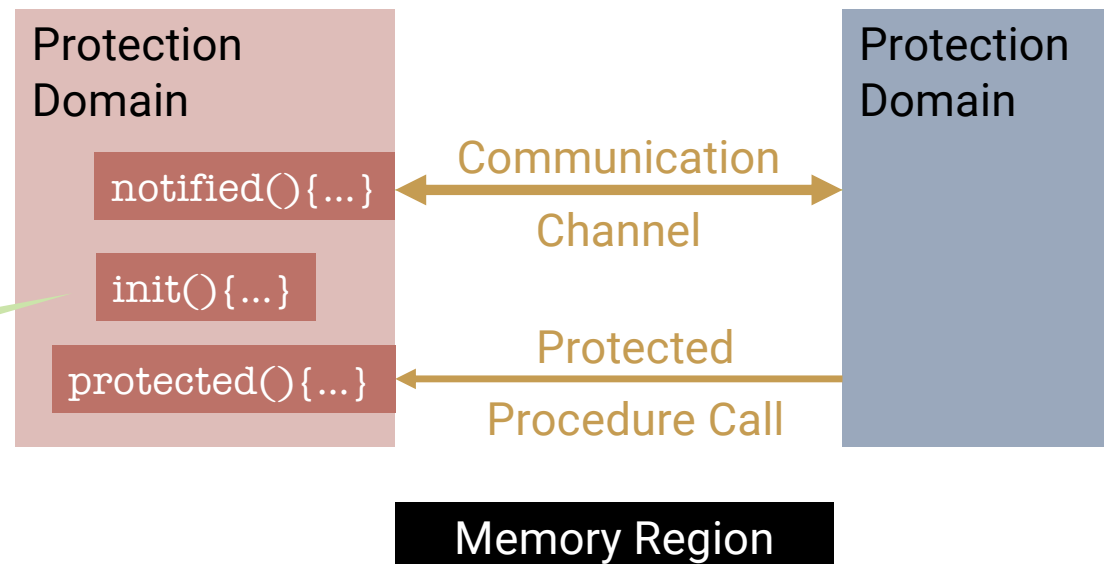 Protection
Domain
Protection
Domain
notified(){...}
Communication
Channel
init(){...}
Protected
protected(){...}
Procedure Call
Memory Region